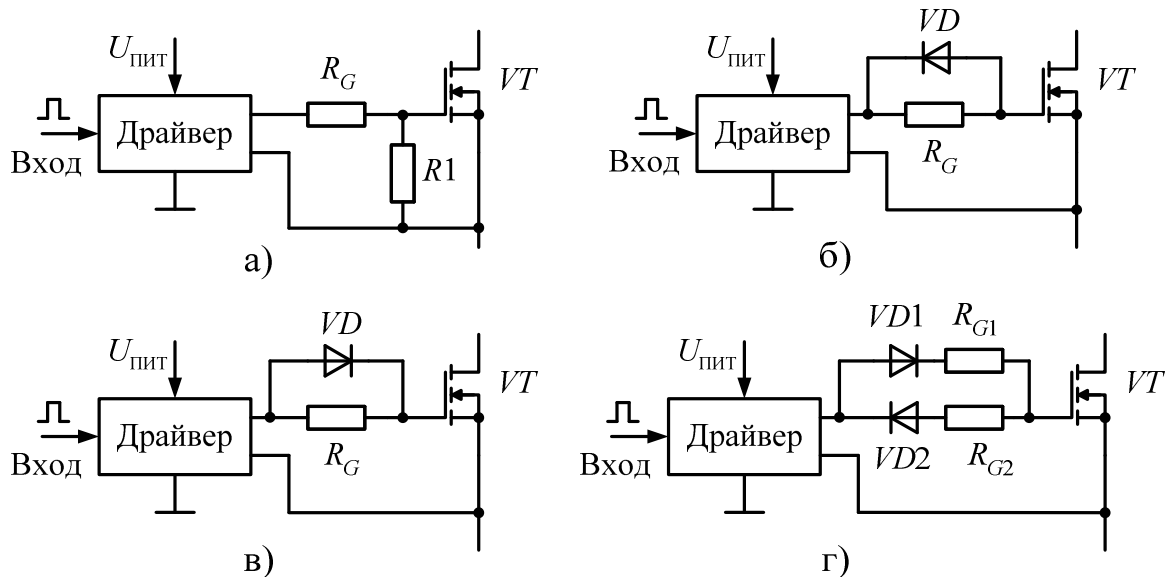 U_ПИТ
R_G
VT
Вход
Драйвер
R1
а)
VD
U_ПИТ
VT
Вход
Драйвер
R_G
б)
VD
U_ПИТ
VT
Вход
Драйвер
R_G
в)
VD1
R_G1
U_ПИТ
VT
Вход
Драйвер
VD2
R_G2
г)